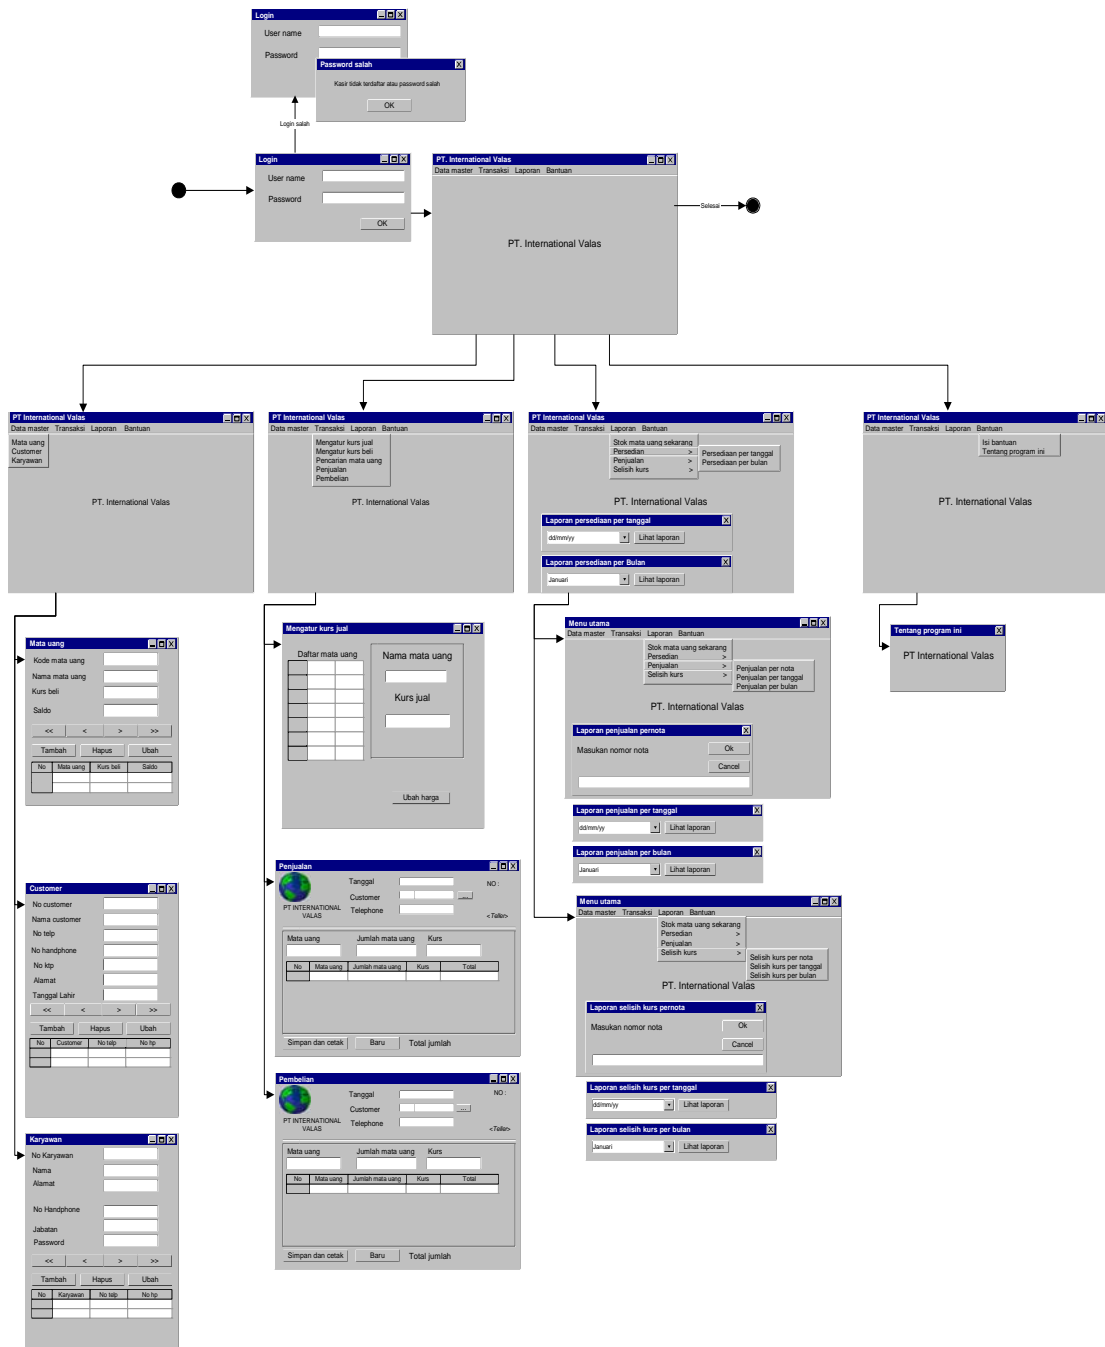 Login
User name
Password
Password salah
Kasir tidak terdaftar atau password salah
OK
Login salah
Login
User name
Password
OK
PT. International Valas
Data master Transaksi Laporan Bantuan
PT. International Valas
Selesai
PT International Valas
Data master Transaksi Laporan Bantuan
Mata uang
Customer
Karyawan
PT. International Valas
PT International Valas
Data master Transaksi Laporan Bantuan
Mengatur kurs jual
Mengatur kurs beli
Pencarian mata uang
Penjualan
Pembelian
PT. International Valas
PT International Valas
Data master Transaksi Laporan Bantuan
Stok mata uang sekarang
Persedian >
Penjualan >
Selisih kurs >
Persediaan per tanggal
Persediaan per bulan
PT. International Valas
Laporan persediaan per tanggal
dd/mm/yy Lihat laporan
Laporan persediaan per Bulan
Januari Lihat laporan
PT International Valas
Data master Transaksi Laporan Bantuan
Isi bantuan
Tentang program ini
PT. International Valas
Mata uang
Kode mata uang
Nama mata uang
Kurs beli
Saldo
<< < > >>
Tambah Hapus Ubah
No Mata uang Kurs beli Saldo
Customer
No customer
Nama customer
No telp
No handphone
No ktp
Alamat
Tanggal Lahir
<< < > >>
Tambah Hapus Ubah
No Customer No telp No hp
Karyawan
No Karyawan
Nama
Alamat
No Handphone
Jabatan
Password
<< < > >>
Tambah Hapus Ubah
No Karyawan No telp No hp
Mengatur kurs jual
Daftar mata uang
Nama mata uang
Kurs jual
Ubah harga
Penjualan
PT INTERNATIONAL
VALAS
Tanggal
Customer ...
Telephone
NO :
<Teller>
Mata uang Jumlah mata uang Kurs
No Mata uang Jumlah mata uang Kurs Total
Simpan dan cetak Baru Total jumlah
Pembelian
PT INTERNATIONAL
VALAS
Tanggal
Customer ...
Telephone
NO :
<Teller>
Mata uang Jumlah mata uang Kurs
No Mata uang Jumlah mata uang Kurs Total
Simpan dan cetak Baru Total jumlah
Menu utama
Data master Transaksi Laporan Bantuan
Stok mata uang sekarang
Persedian >
Penjualan >
Selisih kurs >
Penjualan per nota
Penjualan per tanggal
Penjualan per bulan
PT. International Valas
Laporan penjualan pernota
Masukan nomor nota
Ok
Cancel
Laporan penjualan per tanggal
dd/mm/yy Lihat laporan
Laporan penjualan per bulan
Januari Lihat laporan
Menu utama
Data master Transaksi Laporan Bantuan
Stok mata uang sekarang
Persedian >
Penjualan >
Selisih kurs >
Selisih kurs per nota
Selisih kurs per tanggal
Selisih kurs per bulan
PT. International Valas
Laporan selisih kurs pernota
Masukan nomor nota
Ok
Cancel
Laporan selisih kurs per tanggal
dd/mm/yy Lihat laporan
Laporan selisih kurs per bulan
Januari Lihat laporan
Tentang program ini
PT International Valas